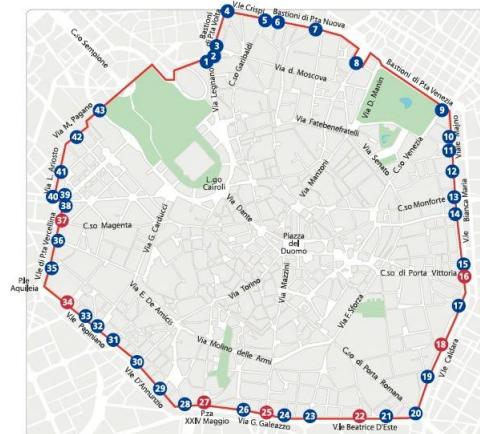 4
V.le Crispi
5
6
Bastioni di P.ta Nuova
7
Bastioni
di P.ta Volta
3
2
1
8
C.so Sempione
C.so Garibaldi
Via Legnano
Via d. Moscova
Via D. Manin
Bastioni di P.ta Venezia
9
43
Via M. Pagano
42
Via Fatebenefratelli
Via Senato
C.so Venezia
Viale Majno
10
11
41
Via L. Ariosto
L.go
Cairoli
Via Manzoni
12
40
39
38
13
14
C.so Monforte
V.le Bianca Maria
37
36
C.so Magenta
Via Dante
Via G. Carducci
Piazza
del
Duomo
V.le di P.ta Vercellina
35
P.le
Aquileia
15
16
C.so di Porta Vittoria
Via Mazzini
Via Torino
Via E. De Amicis
Via F. Sforza
17
34
33
32
V.le Papiniano
31
Via Molino delle Armi
18
V.le Caldara
30
C.so di Porta Romana
19
V.le D'Annunzio
29
28
27
P.za
XXIV Maggio
26
25
24
23
22
21
20
Via G. Galeazzo
V.le Beatrice D'Este